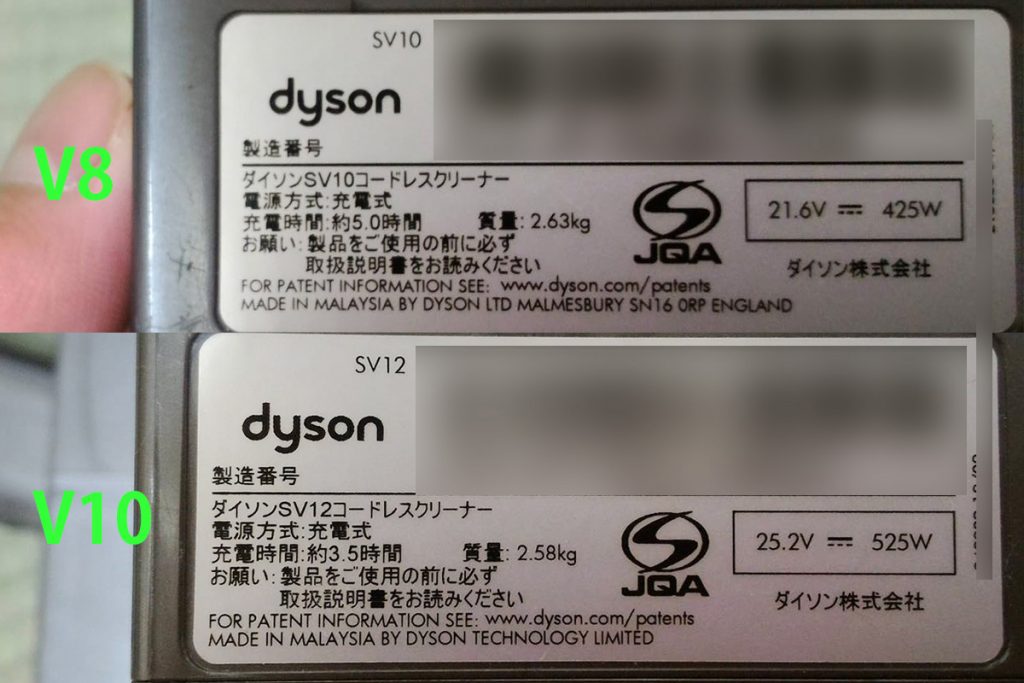 V8
SV10
dyson
製造番号
ダイソンSV10コードレスクリーナー
電源方式:充電式
充電時間:約5.0時間 質量: 2.63kg
お願い: 製品をご使用の前に必ず
取扱説明書をお読みください
JQA
21.6V ⎓ 425W
ダイソン株式会社
FOR PATENT INFORMATION SEE: www.dyson.com/patents
MADE IN MALAYSIA BY DYSON LTD MALMESBURY SN16 0RP ENGLAND
V10
SV12
dyson
製造番号
ダイソンSV12コードレスクリーナー
電源方式:充電式
充電時間:約3.5時間 質量: 2.58kg
お願い: 製品をご使用の前に必ず
取扱説明書をお読みください
JQA
25.2V ⎓ 525W
ダイソン株式会社
FOR PATENT INFORMATION SEE: www.dyson.com/patents
MADE IN MALAYSIA BY DYSON TECHNOLOGY LIMITED